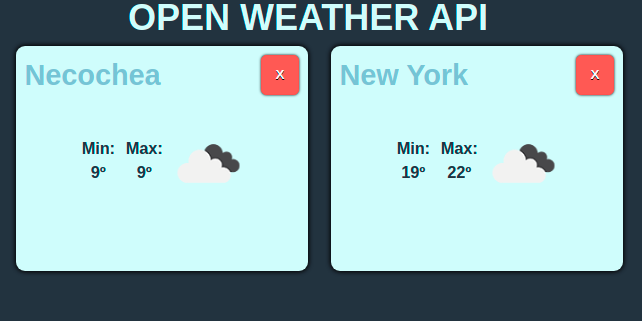 OPEN WEATHER API
Necochea
X
Min: Max:
9º 9º
New York
X
Min: Max:
19º 22º